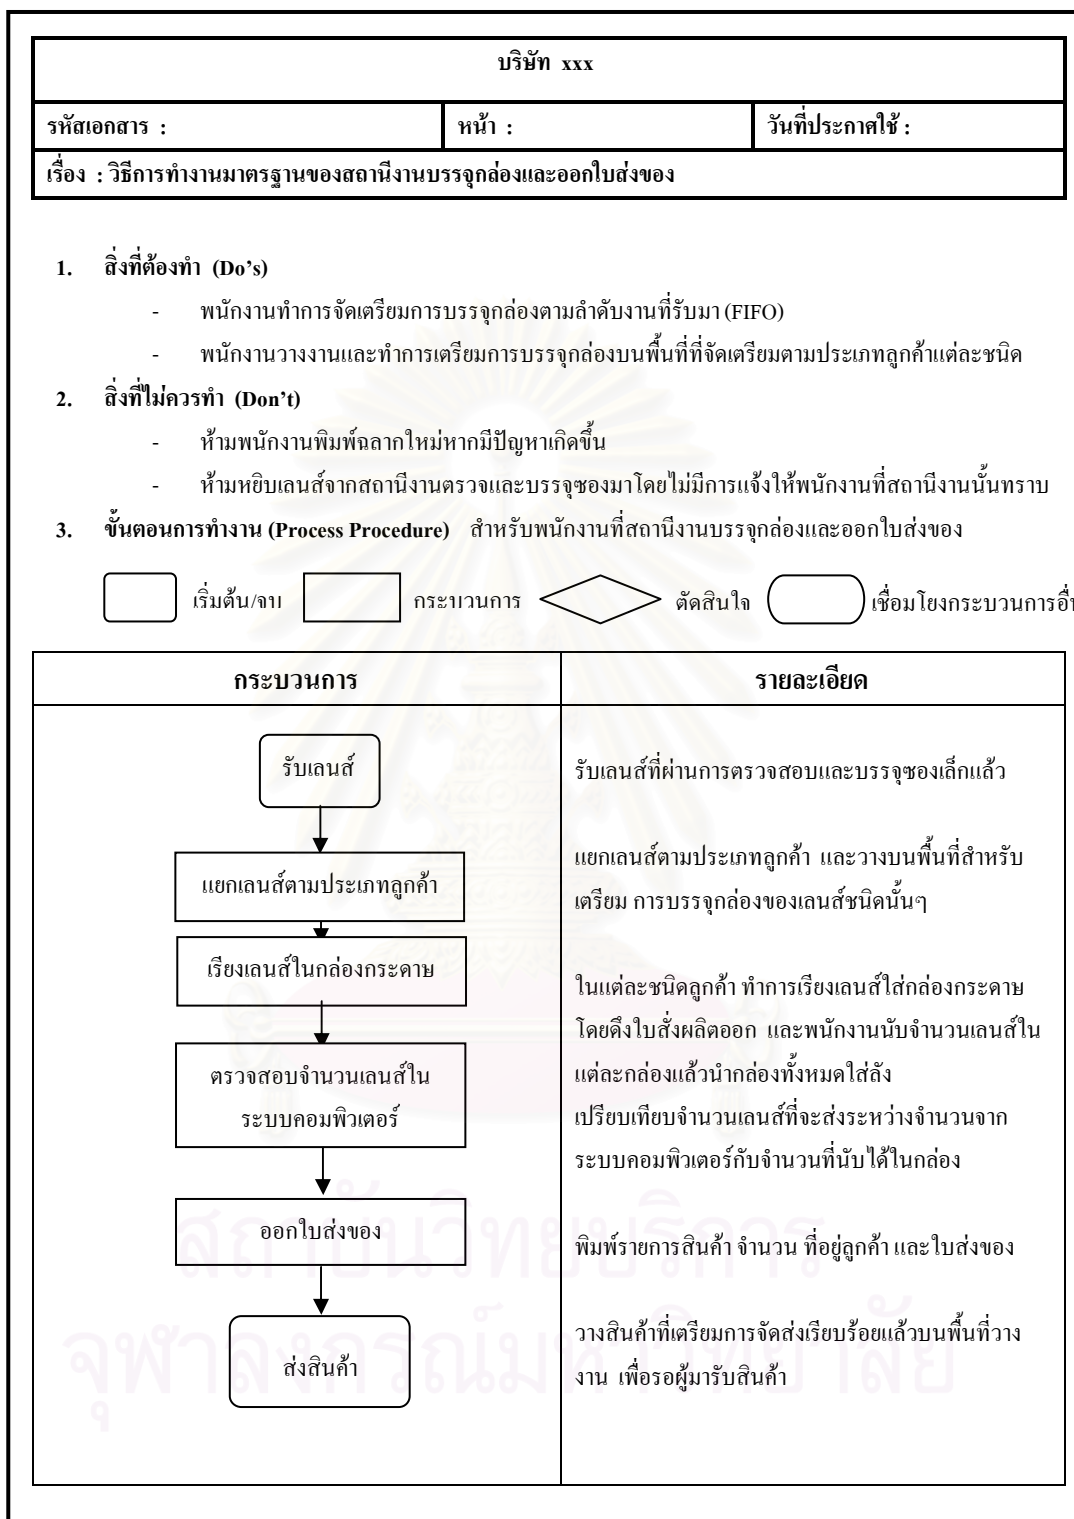 บริษัท xxx
รหัสเอกสาร :
หน้า :
วันที่ประกาศใช้ :
เรื่อง : วิธีการทำงานมาตรฐานของสถานีงานบรรจุกล่องและออกใบส่งของ
1. สิ่งที่ต้องทำ (Do’s)
- พนักงานทำการจัดเตรียมการบรรจุกล่องตามลำดับงานที่รับมา (FIFO)
- พนักงานวางงานและทำการเตรียมการบรรจุกล่องบนพื้นที่ที่จัดเตรียมตามประเภทลูกค้าแต่ละชนิด
2. สิ่งที่ไม่ควรทำ (Don’t)
- ห้ามพนักงานพิมพ์ฉลากใหม่หากมีปัญหาเกิดขึ้น
- ห้ามหยิบเลนส์จากสถานีงานตรวจและบรรจุซองมาโดยไม่มีการแจ้งให้พนักงานที่สถานีงานนั้นทราบ
3. ขั้นตอนการทำงาน (Process Procedure) สำหรับพนักงานที่สถานีงานบรรจุกล่องและออกใบส่งของ
เริ่มต้น/จบ
กระบวนการ
ตัดสินใจ
เชื่อมโยงกระบวนการอื่น
กระบวนการ
รายละเอียด
รับเลนส์
รับเลนส์ที่ผ่านการตรวจสอบและบรรจุซองเล็กแล้ว
แยกเลนส์ตามประเภทลูกค้า
แยกเลนส์ตามประเภทลูกค้า และวางบนพื้นที่สำหรับ
เตรียม การบรรจุกล่องของเลนส์ชนิดนั้นๆ
เรียงเลนส์ในกล่องกระดาษ
ในแต่ละชนิดลูกค้า ทำการเรียงเลนส์ใส่กล่องกระดาษ
โดยดึงใบสั่งผลิตออก และพนักงานนับจำนวนเลนส์ใน
แต่ละกล่องแล้วนำกล่องทั้งหมดใส่ลัง
ตรวจสอบจำนวนเลนส์ใน
ระบบคอมพิวเตอร์
เปรียบเทียบจำนวนเลนส์ที่จะส่งระหว่างจำนวนจาก
ระบบคอมพิวเตอร์กับจำนวนที่นับได้ในกล่อง
ออกใบส่งของ
พิมพ์รายการสินค้า จำนวน ที่อยู่ลูกค้า และใบส่งของ
ส่งสินค้า
วางสินค้าที่เตรียมการจัดส่งเรียบร้อยแล้วบนพื้นที่วาง
งาน เพื่อรอผู้มารับสินค้า
สถาบันวิทยบริการ
จุฬาลงกรณ์มหาวิทยาลัย